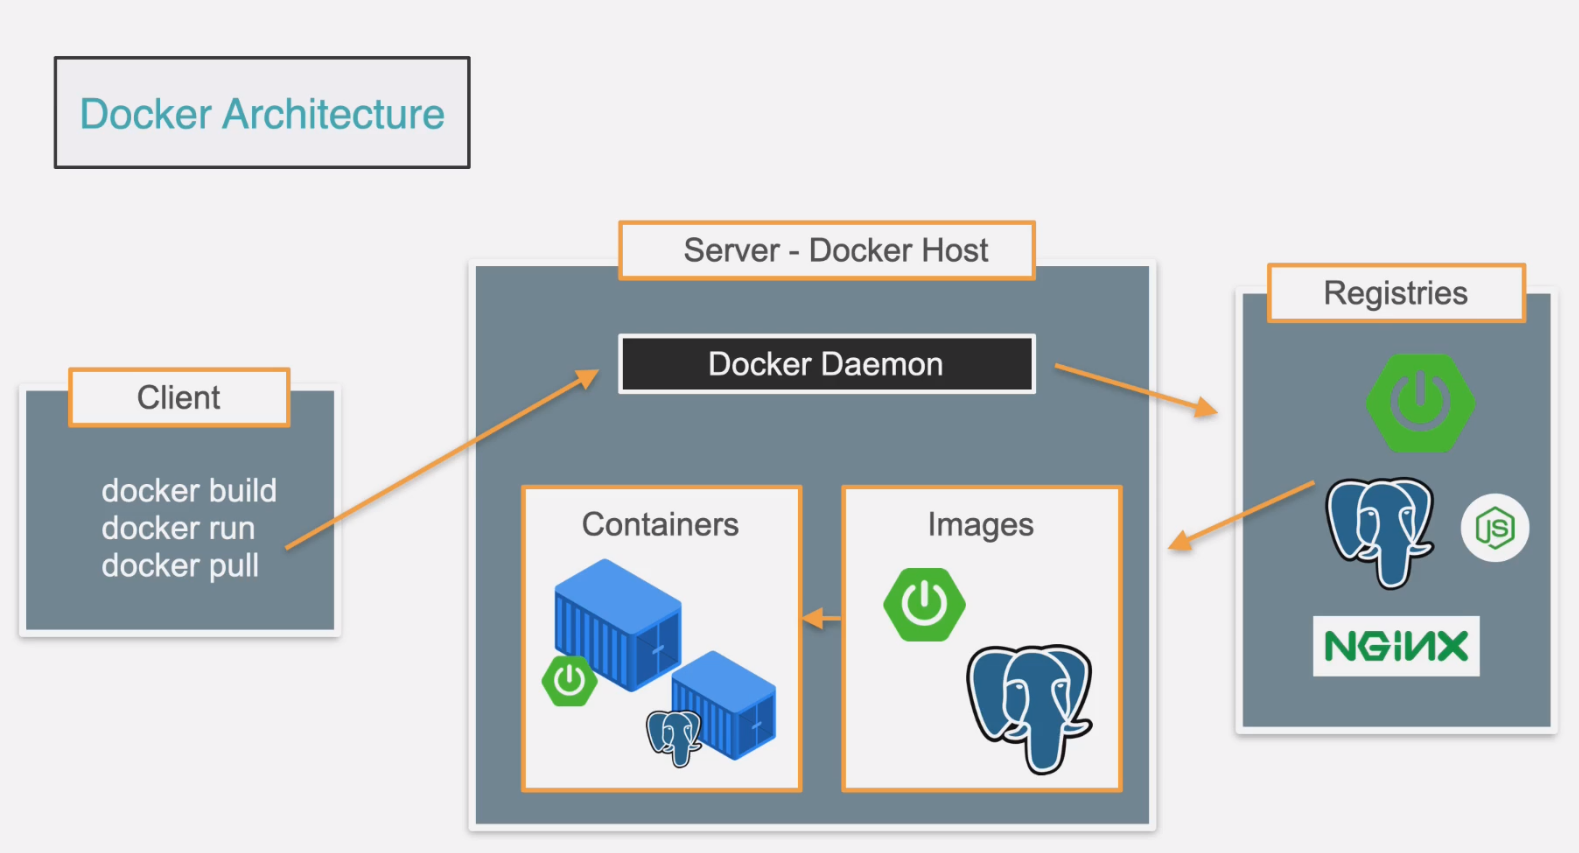 Docker Architecture
Server - Docker Host
Registries
Docker Daemon
Client
docker build
docker run
docker pull
Containers
Images
JS
NGiNX